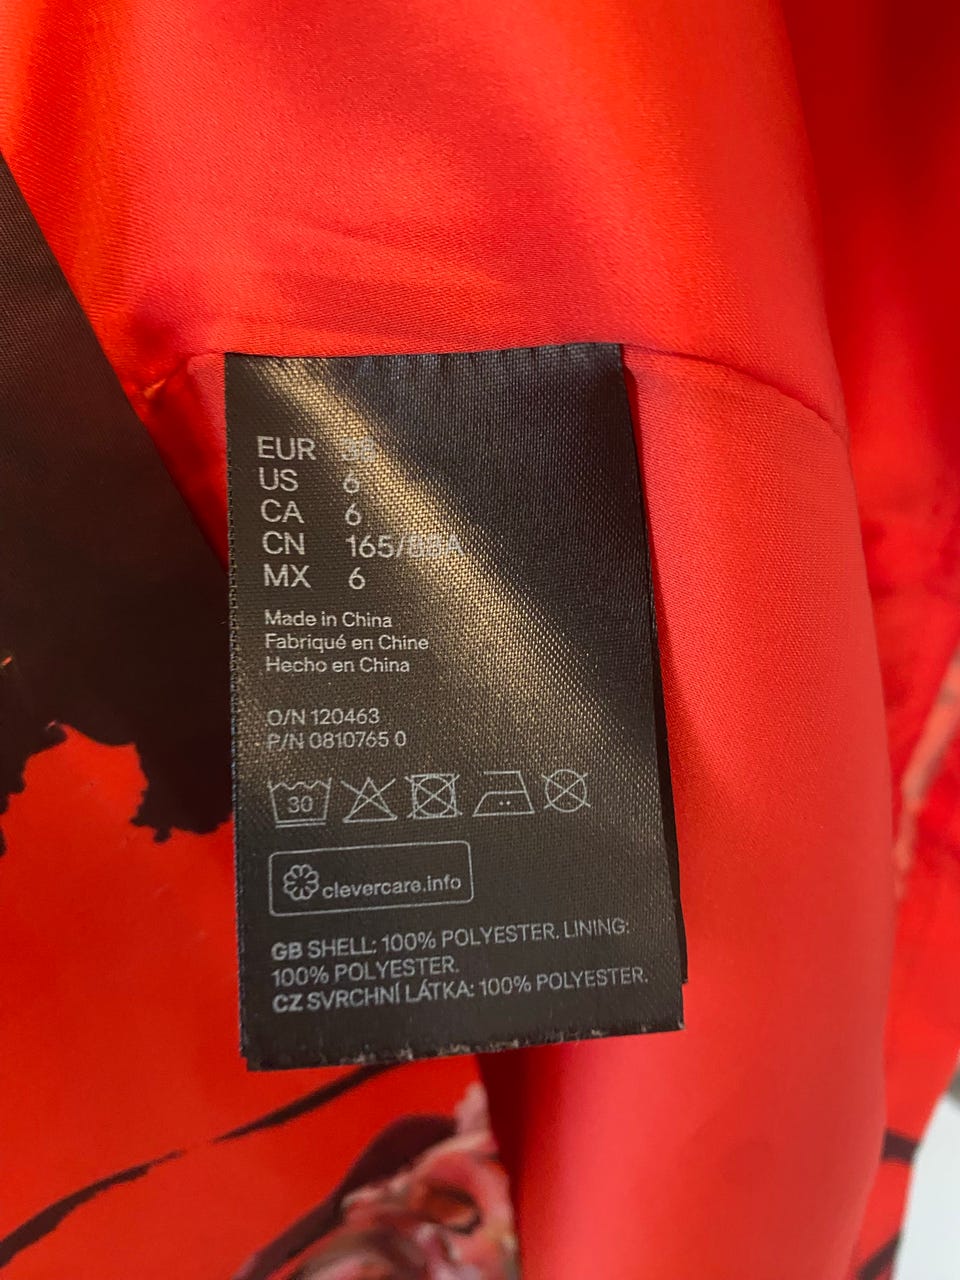 EUR
US 6
CA 6
CN
MX 6
Made in China
Fabriqué en Chine
Hecho en China
O/N 120463
P/N 0810765 0
30
clevercare.info
GB SHELL: 100% POLYESTER. LINING:
100% POLYESTER.
CZ SVRCHNÍ LÁTKA: 100% POLYESTER.